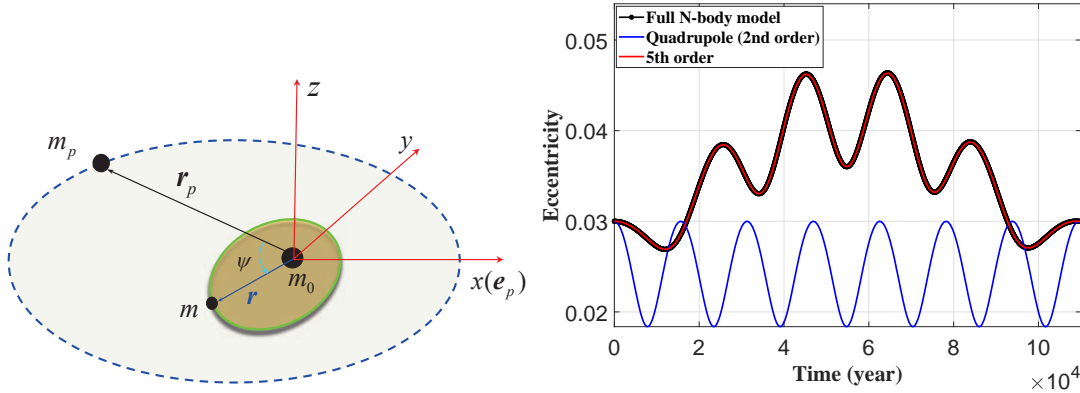 z
y
m_p
r_p
ψ
m_0
x(e_p)
m
r
Full N-body model
Quadrupole (2nd order)
5th order
0.05
0.04
0.03
0.02
Eccentricity
0 2 4 6 8 10
Time (year)
×10^4